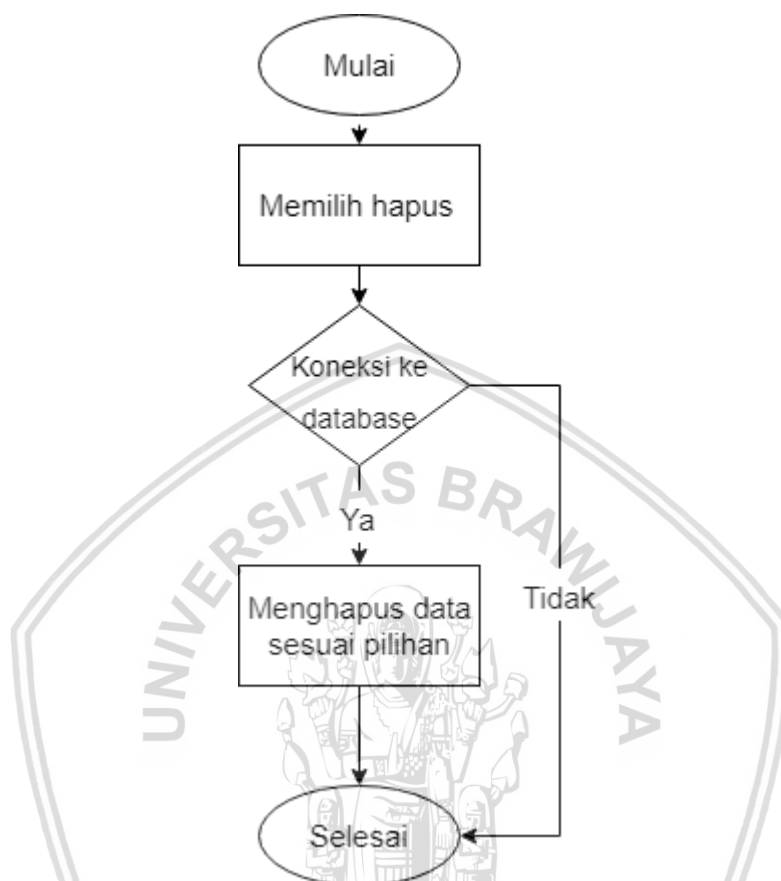 Mulai
Memilih hapus
Koneksi ke
database
UNIVERSITAS BRAWIJAYA
Ya
Menghapus data
sesuai pilihan
Tidak
Selesai